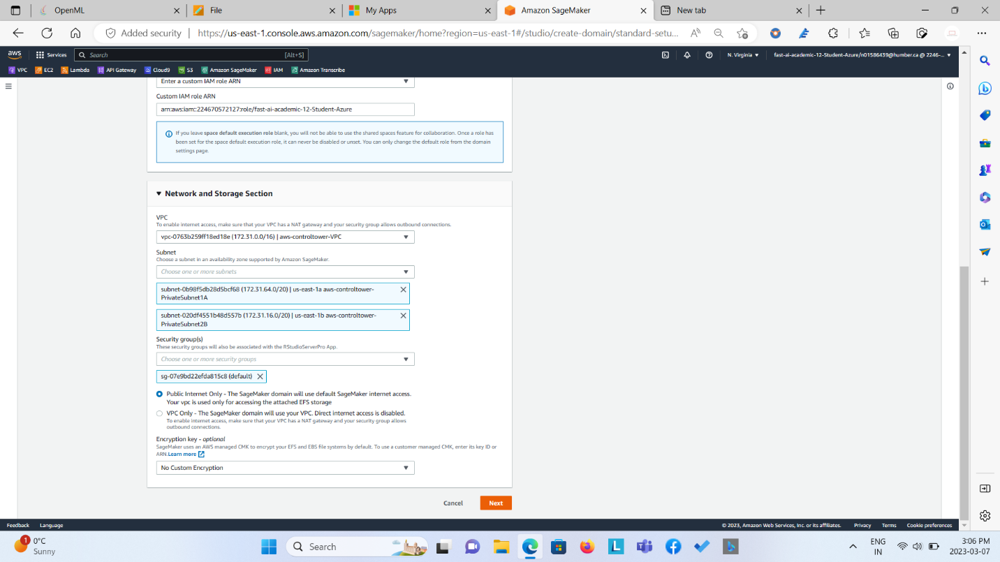 OpenML
File
My Apps
Amazon SageMaker
New tab
Added security
https://us-east-1.console.aws.amazon.com/sagemaker/home?region=us-east-1#/studio/create-domain/standard-setu...
aws
Services
Search
[Alt+S]
N. Virginia
fast-ai-academic-12-Student-Azure/n01586439@humber.ca @ 2246-...
VPC
EC2
Lambda
API Gateway
Cloud9
S3
Amazon SageMaker
IAM
Amazon Transcribe
Enter a custom IAM role ARN
Custom IAM role ARN
arn:aws:iam::224670572127:role/fast-ai-academic-12-Student-Azure
If you leave space default execution role blank, you will not be able to use the shared spaces feature for collaboration. Once a role has
been set for the space default execution role, it can never be disabled or unset. You can only change the default role from the domain
settings page.
Network and Storage Section
VPC
To enable internet access, make sure that your VPC has a NAT gateway and your security group allows outbound connections.
vpc-0763b259ff18ed18e (172.31.0.0/16) | aws-controltower-VPC
Subnet
Choose a subnet in an availability zone supported by Amazon SageMaker.
Choose one or more subnets
subnet-0b98f5db28d5bcf68 (172.31.64.0/20) | us-east-1a aws-controltower-
PrivateSubnet1A
subnet-020df4551b48d557b (172.31.16.0/20) | us-east-1b aws-controltower-
PrivateSubnet2B
Security group(s)
These security groups will also be associated with the RStudioServerPro App.
Choose one or more security groups
sg-07e9bd22efda815c8 (default)
Public Internet Only - The SageMaker domain will use default SageMaker internet access.
Your vpc is used only for accessing the attached EFS storage
VPC Only - The SageMaker domain will use your VPC. Direct internet access is disabled.
To enable internet access, make sure that your VPC has a NAT gateway and your security group allows
outbound connections.
Encryption key - optional
SageMaker uses an AWS managed CMK to encrypt your EFS and EBS file systems by default. To use a customer managed CMK, enter its key ID or
ARN.Learn more
No Custom Encryption
Cancel
Next
Feedback
Language
© 2023, Amazon Web Services, Inc. or its affiliates.
Privacy
Terms
Cookie preferences
1
0°C
Sunny
Search
ENG
IN
3:06 PM
2023-03-07